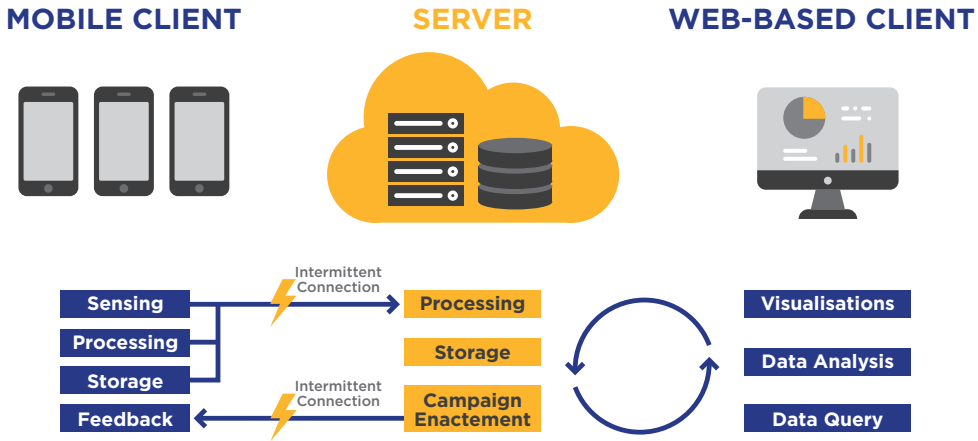 MOBILE CLIENT
SERVER
WEB-BASED CLIENT
Intermittent
Connection
Sensing
Processing
Storage
Feedback
Intermittent
Connection
Processing
Storage
Campaign
Enactement
Visualisations
Data Analysis
Data Query